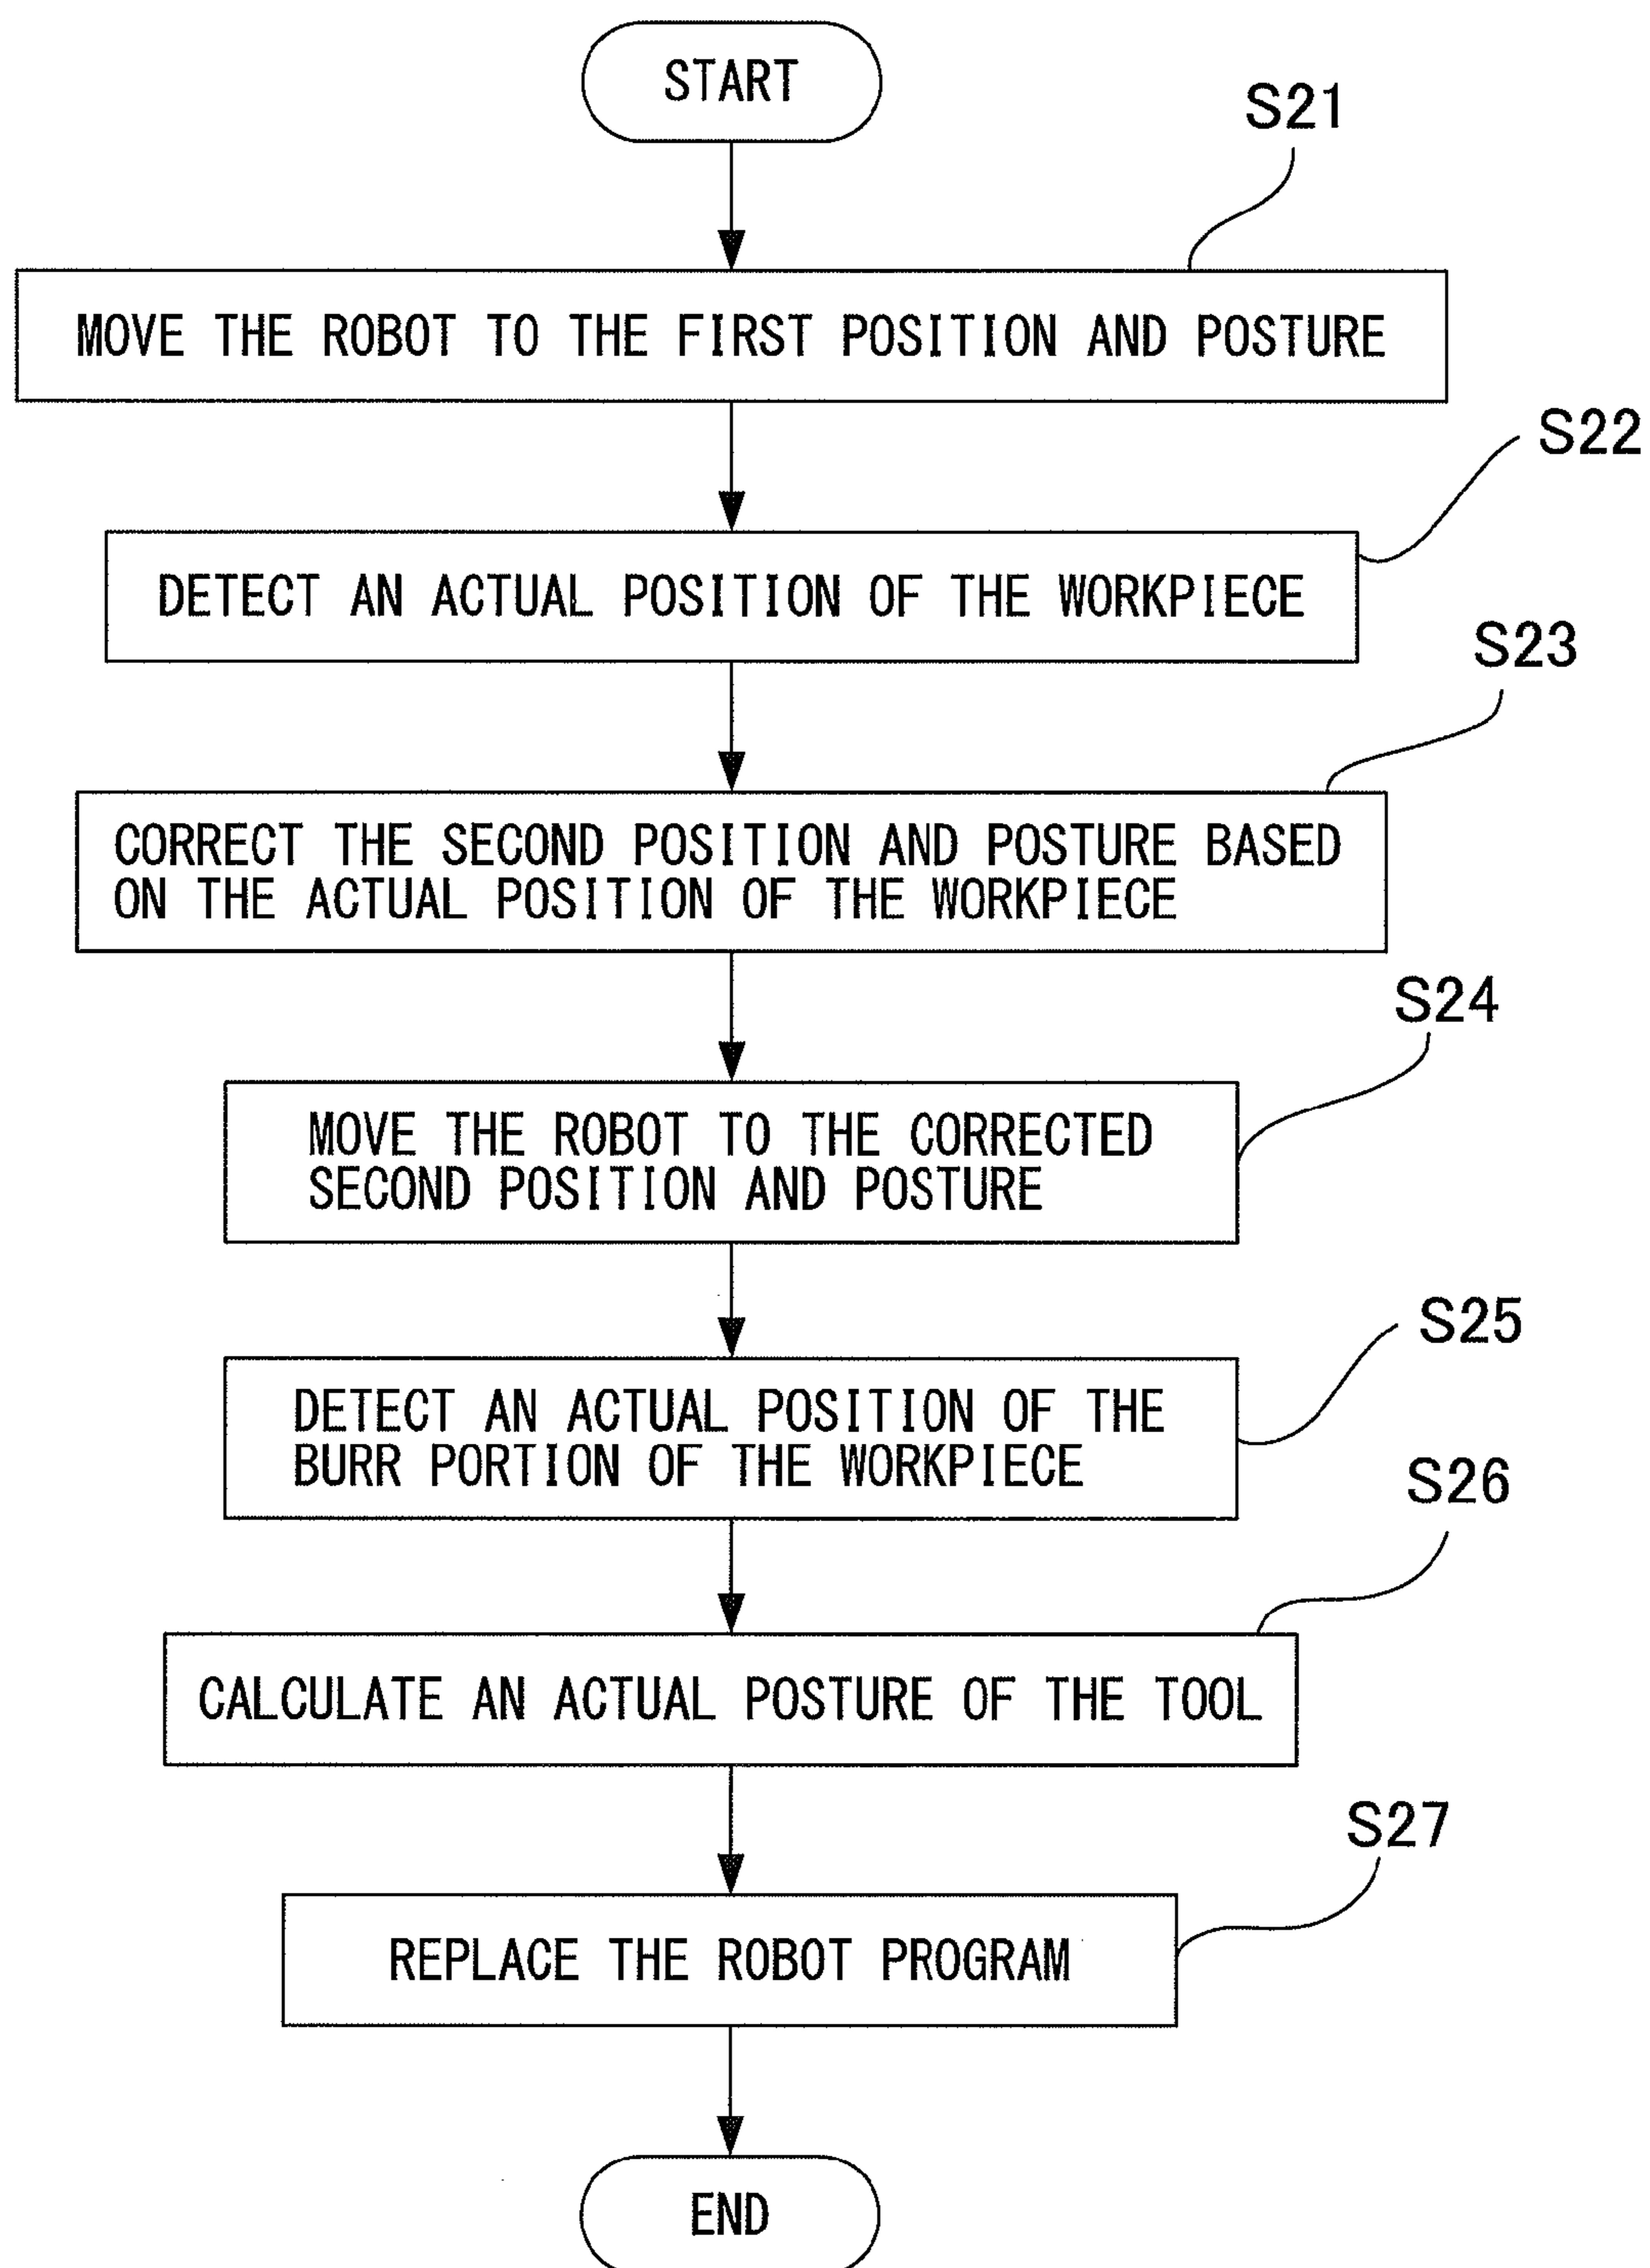 START
S21
MOVE THE ROBOT TO THE FIRST POSITION AND POSTURE
S22
DETECT AN ACTUAL POSITION OF THE WORKPIECE
S23
CORRECT THE SECOND POSITION AND POSTURE BASED
ON THE ACTUAL POSITION OF THE WORKPIECE
S24
MOVE THE ROBOT TO THE CORRECTED
SECOND POSITION AND POSTURE
S25
DETECT AN ACTUAL POSITION OF THE
BURR PORTION OF THE WORKPIECE
S26
CALCULATE AN ACTUAL POSTURE OF THE TOOL
S27
REPLACE THE ROBOT PROGRAM
END